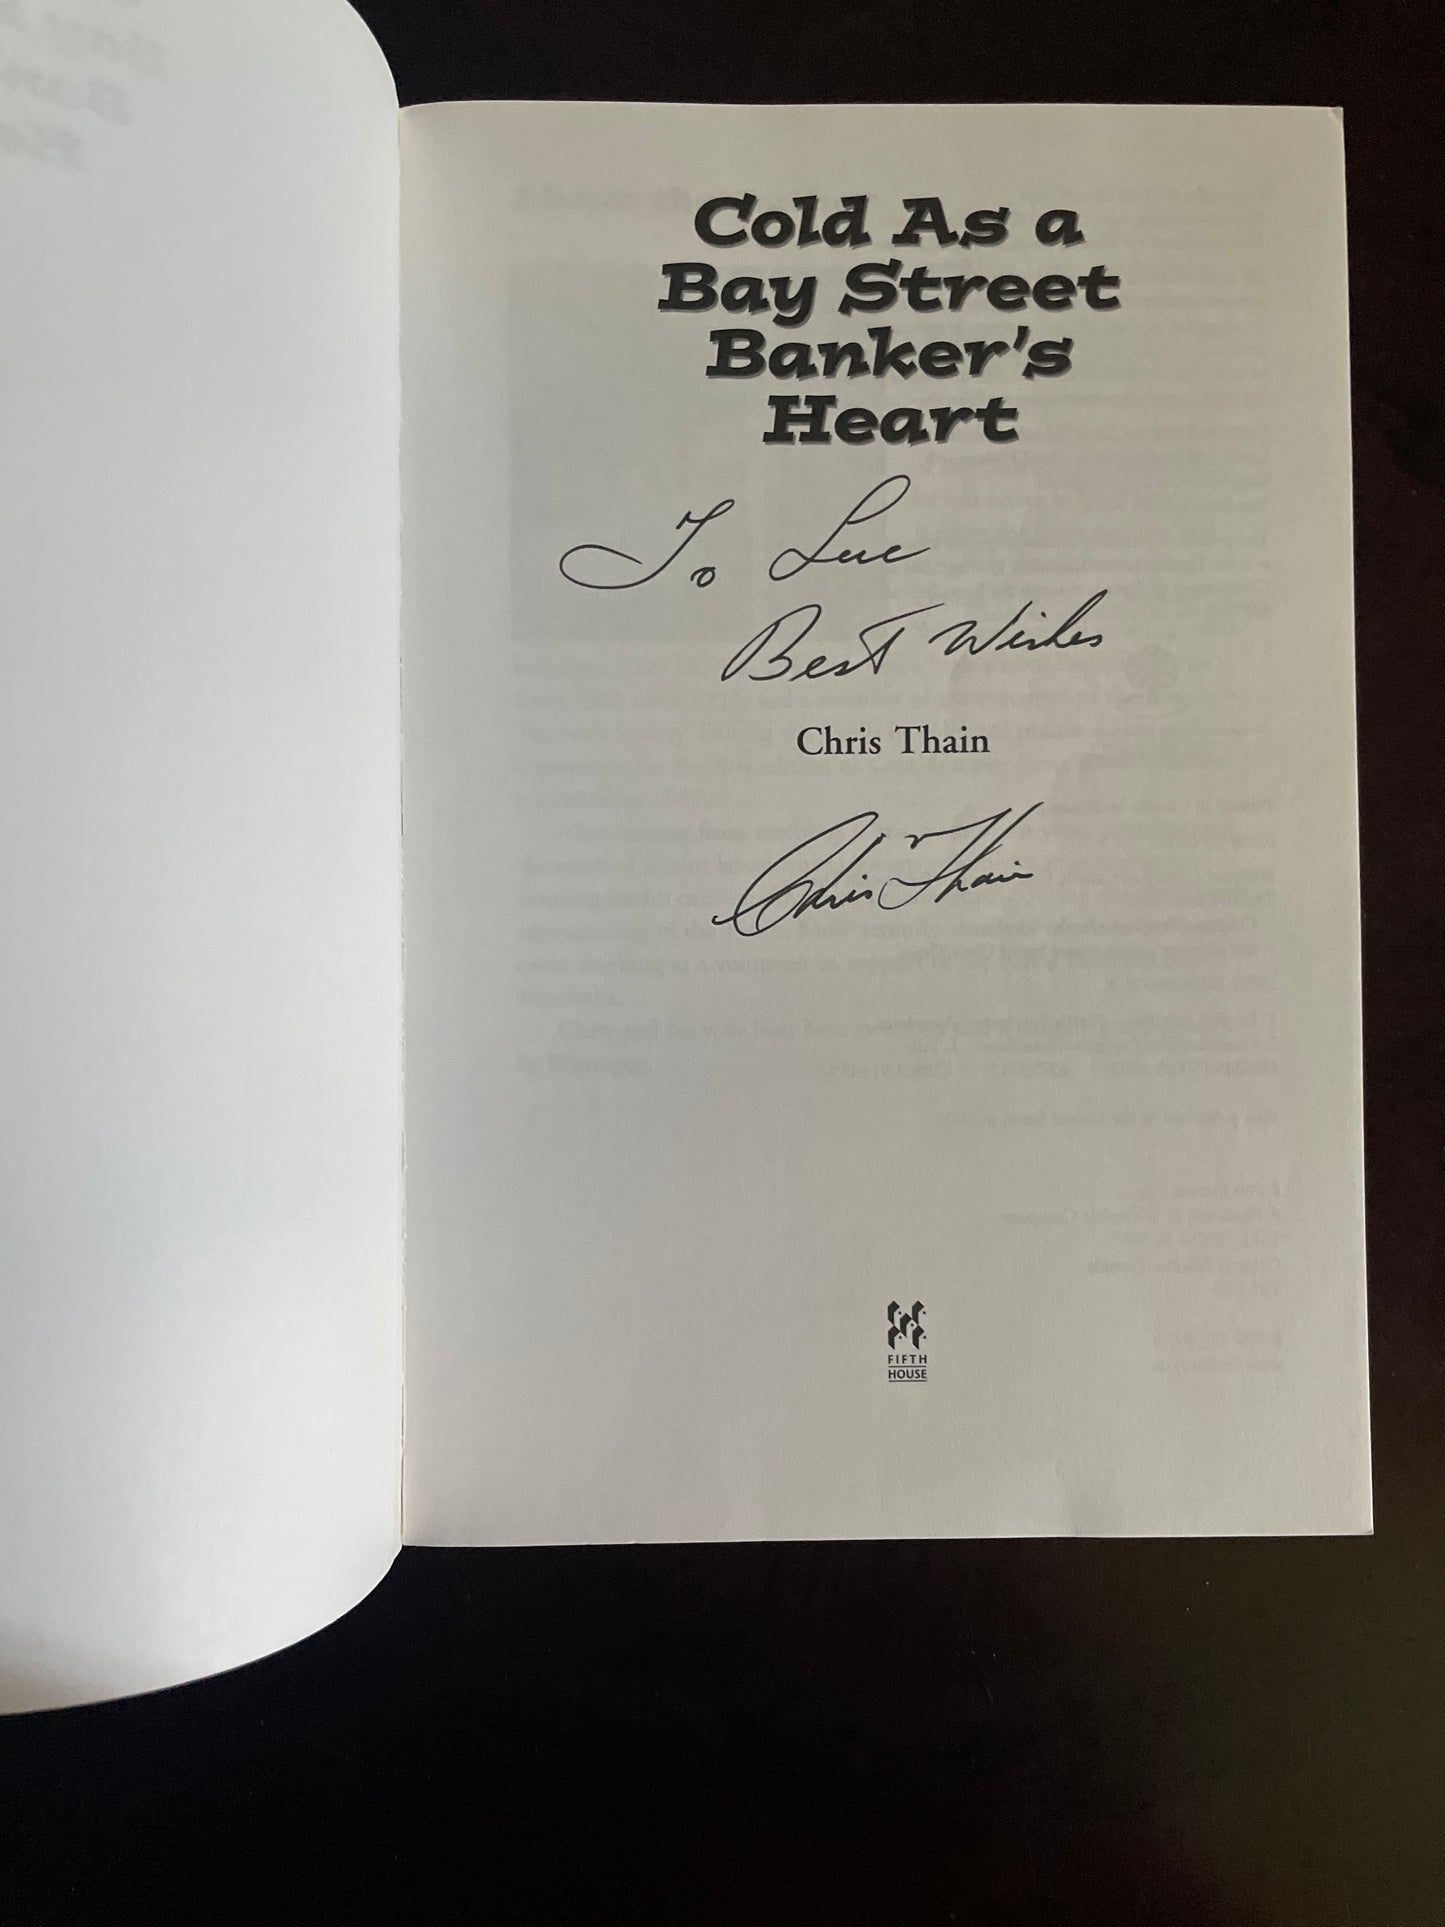 Cold As a
Bay Street
Banker's
Heart
To Luc
Best Wishes
Chris Thain
Chris Thain
FIFTH
HOUSE